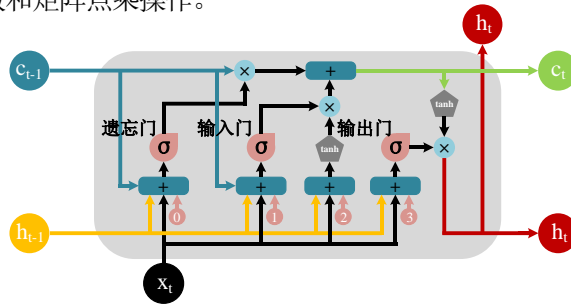 和矩阵点乘操作。
h_t
c_{t-1}
×
+
c_t
tanh
×
遗忘门
输入门
输出门
σ
σ
tanh
σ
×
+
+
+
+
0
1
2
3
h_{t-1}
h_t
x_t